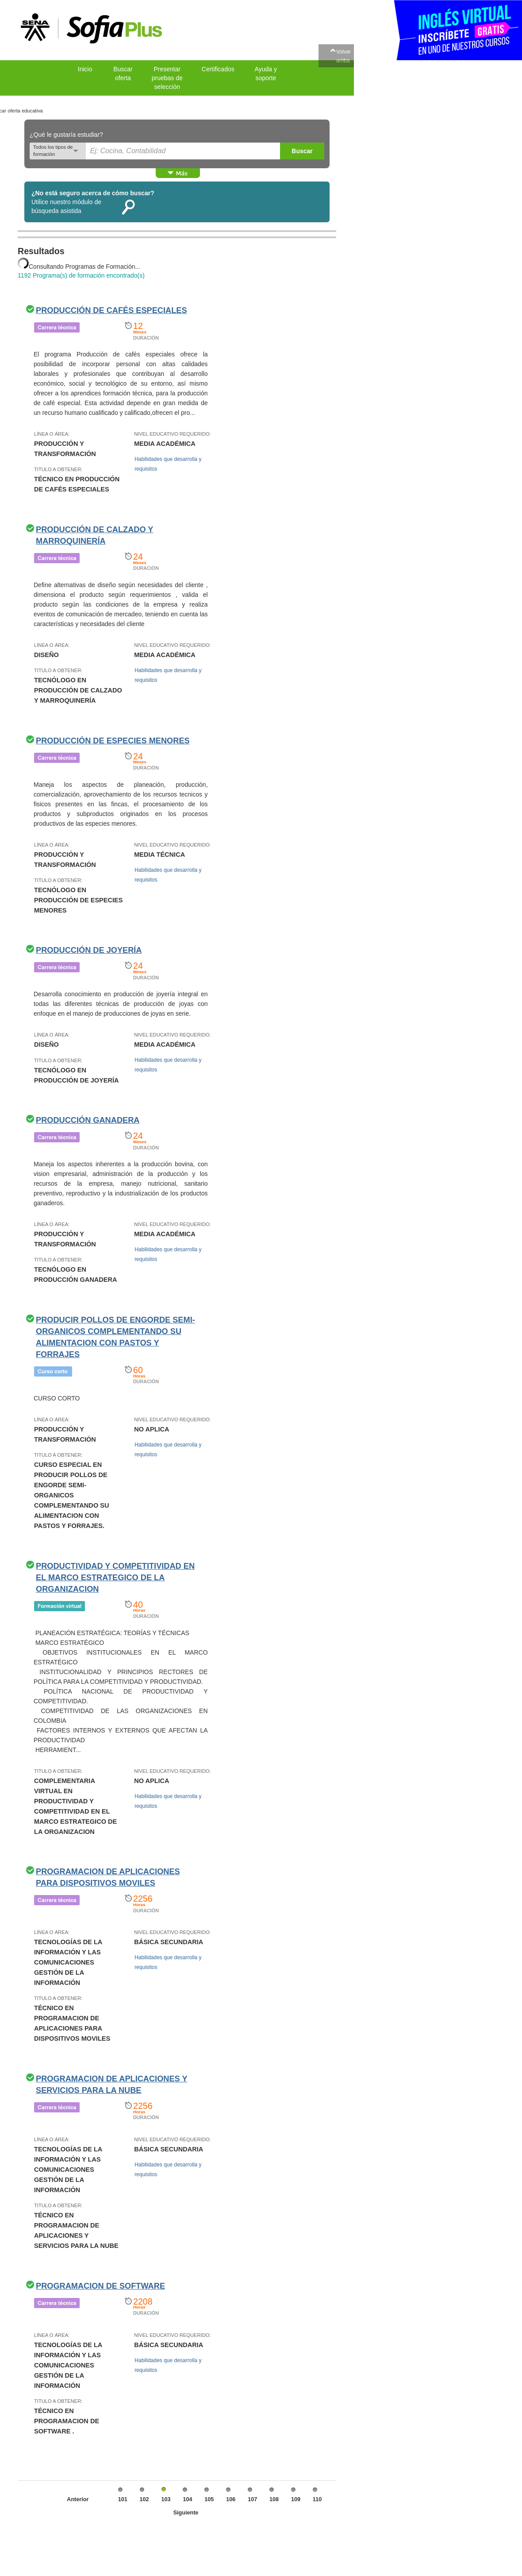 SENA
Sofia Plus
INGLÉS VIRTUAL
INSCRÍBETE
EN UNO DE NUESTROS CURSOS
Volver
arriba
Inicio
Buscar
oferta
Presentar
pruebas de
selección
Certificados
Ayuda y
soporte
car oferta educativa
¿Qué le gustaría estudiar?
Todos los tipos de
formación
Ej: Cocina, Contabilidad
Buscar
Más
¿No está seguro acerca de cómo buscar?
Utilice nuestro módulo de
búsqueda asistida
Resultados
Consultando Programas de Formación...
1192 Programa(s) de formación encontrado(s)
PRODUCCIÓN DE CAFÉS ESPECIALES
Carrera técnica
12
Meses
DURACIÓN
El programa Producción de cafés especiales ofrece la
posibilidad de incorporar personal con altas calidades
laborales y profesionales que contribuyan al desarrollo
económico, social y tecnológico de su entorno, así mismo
ofrecer a los aprendices formación técnica, para la producción
de café especial. Esta actividad depende en gran medida de
un recurso humano cualificado y calificado,ofrecen el pro...
LÍNEA O ÁREA:
PRODUCCIÓN Y
TRANSFORMACIÓN
TITULO A OBTENER:
TÉCNICO EN PRODUCCIÓN
DE CAFÉS ESPECIALES
NIVEL EDUCATIVO REQUERIDO:
MEDIA ACADÉMICA
Habilidades que desarrolla y
requisitos
PRODUCCIÓN DE CALZADO Y
MARROQUINERÍA
Carrera técnica
24
Meses
DURACIÓN
Define alternativas de diseño según necesidades del cliente ,
dimensiona el producto según requerimientos , valida el
producto según las condiciones de la empresa y realiza
eventos de comunicación de mercadeo, teniendo en cuenta las
características y necesidades del cliente
LÍNEA O ÁREA:
DISEÑO
TITULO A OBTENER:
TECNÓLOGO EN
PRODUCCIÓN DE CALZADO
Y MARROQUINERÍA
NIVEL EDUCATIVO REQUERIDO:
MEDIA ACADÉMICA
Habilidades que desarrolla y
requisitos
PRODUCCIÓN DE ESPECIES MENORES
Carrera técnica
24
Meses
DURACIÓN
Maneja los aspectos de planeación, producción,
comercialización, aprovechamiento de los recursos tecnicos y
fisicos presentes en las fincas, el procesamiento de los
productos y subproductos originados en los procesos
productivos de las especies menores.
LÍNEA O ÁREA:
PRODUCCIÓN Y
TRANSFORMACIÓN
TITULO A OBTENER:
TECNÓLOGO EN
PRODUCCIÓN DE ESPECIES
MENORES
NIVEL EDUCATIVO REQUERIDO:
MEDIA TÉCNICA
Habilidades que desarrolla y
requisitos
PRODUCCIÓN DE JOYERÍA
Carrera técnica
24
Meses
DURACIÓN
Desarrolla conocimiento en producción de joyería integral en
todas las diferentes técnicas de producción de joyas con
enfoque en el manejo de producciones de joyas en serie.
LÍNEA O ÁREA:
DISEÑO
TITULO A OBTENER:
TECNÓLOGO EN
PRODUCCIÓN DE JOYERÍA
NIVEL EDUCATIVO REQUERIDO:
MEDIA ACADÉMICA
Habilidades que desarrolla y
requisitos
PRODUCCIÓN GANADERA
Carrera técnica
24
Meses
DURACIÓN
Maneja los aspectos inherentes a la producción bovina, con
vision empresarial, administración de la producción y los
recursos de la empresa, manejo nutricional, sanitario
preventivo, reproductivo y la industrialización de los productos
ganaderos.
LÍNEA O ÁREA:
PRODUCCIÓN Y
TRANSFORMACIÓN
TITULO A OBTENER:
TECNÓLOGO EN
PRODUCCIÓN GANADERA
NIVEL EDUCATIVO REQUERIDO:
MEDIA ACADÉMICA
Habilidades que desarrolla y
requisitos
PRODUCIR POLLOS DE ENGORDE SEMI-
ORGANICOS COMPLEMENTANDO SU
ALIMENTACION CON PASTOS Y
FORRAJES
Curso corto
60
Horas
DURACIÓN
CURSO CORTO
LÍNEA O ÁREA:
PRODUCCIÓN Y
TRANSFORMACIÓN
TITULO A OBTENER:
CURSO ESPECIAL EN
PRODUCIR POLLOS DE
ENGORDE SEMI-
ORGANICOS
COMPLEMENTANDO SU
ALIMENTACION CON
PASTOS Y FORRAJES.
NIVEL EDUCATIVO REQUERIDO:
NO APLICA
Habilidades que desarrolla y
requisitos
PRODUCTIVIDAD Y COMPETITIVIDAD EN
EL MARCO ESTRATEGICO DE LA
ORGANIZACION
Formación virtual
40
Horas
DURACIÓN
PLANEACIÓN ESTRATÉGICA: TEORÍAS Y TÉCNICAS
MARCO ESTRATÉGICO
OBJETIVOS INSTITUCIONALES EN EL MARCO
ESTRATÉGICO
INSTITUCIONALIDAD Y PRINCIPIOS RECTORES DE
POLÍTICA PARA LA COMPETITIVIDAD Y PRODUCTIVIDAD.
POLÍTICA NACIONAL DE PRODUCTIVIDAD Y
COMPETITIVIDAD.
COMPETITIVIDAD DE LAS ORGANIZACIONES EN
COLOMBIA
FACTORES INTERNOS Y EXTERNOS QUE AFECTAN LA
PRODUCTIVIDAD
HERRAMIENT...
LÍNEA O ÁREA:
TITULO A OBTENER:
COMPLEMENTARIA
VIRTUAL EN
PRODUCTIVIDAD Y
COMPETITIVIDAD EN EL
MARCO ESTRATEGICO DE
LA ORGANIZACION
NIVEL EDUCATIVO REQUERIDO:
NO APLICA
Habilidades que desarrolla y
requisitos
PROGRAMACION DE APLICACIONES
PARA DISPOSITIVOS MOVILES
Carrera técnica
2256
Horas
DURACIÓN
LÍNEA O ÁREA:
TECNOLOGÍAS DE LA
INFORMACIÓN Y LAS
COMUNICACIONES
GESTIÓN DE LA
INFORMACIÓN
TITULO A OBTENER:
TÉCNICO EN
PROGRAMACION DE
APLICACIONES PARA
DISPOSITIVOS MOVILES
NIVEL EDUCATIVO REQUERIDO:
BÁSICA SECUNDARIA
Habilidades que desarrolla y
requisitos
PROGRAMACION DE APLICACIONES Y
SERVICIOS PARA LA NUBE
Carrera técnica
2256
Horas
DURACIÓN
LÍNEA O ÁREA:
TECNOLOGÍAS DE LA
INFORMACIÓN Y LAS
COMUNICACIONES
GESTIÓN DE LA
INFORMACIÓN
TITULO A OBTENER:
TÉCNICO EN
PROGRAMACION DE
APLICACIONES Y
SERVICIOS PARA LA NUBE
NIVEL EDUCATIVO REQUERIDO:
BÁSICA SECUNDARIA
Habilidades que desarrolla y
requisitos
PROGRAMACION DE SOFTWARE
Carrera técnica
2208
Horas
DURACIÓN
LÍNEA O ÁREA:
TECNOLOGÍAS DE LA
INFORMACIÓN Y LAS
COMUNICACIONES
GESTIÓN DE LA
INFORMACIÓN
TITULO A OBTENER:
TÉCNICO EN
PROGRAMACION DE
SOFTWARE .
NIVEL EDUCATIVO REQUERIDO:
BÁSICA SECUNDARIA
Habilidades que desarrolla y
requisitos
Anterior 101 102 103 104 105 106 107 108 109 110
Siguiente